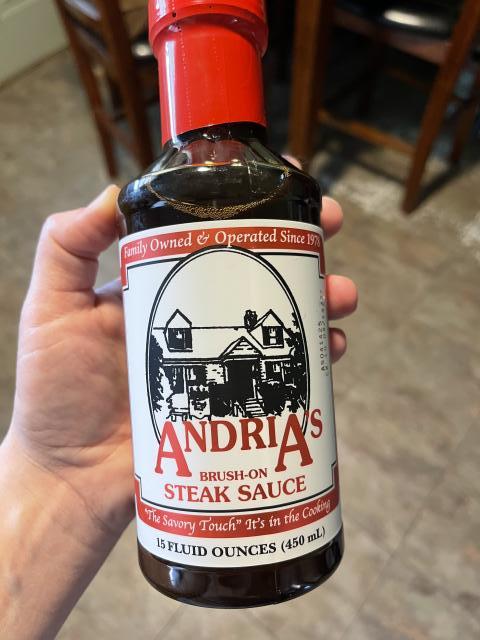 Family Owned & Operated Since 1978
ANDRIA'S
BRUSH-ON
STEAK SAUCE
"The Savory Touch" It's in the Cooking
15 FLUID OUNCES (450 mL)